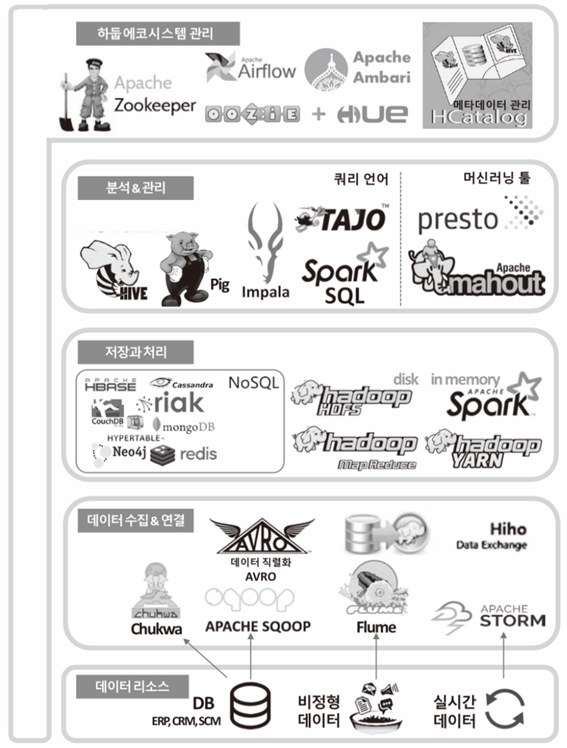 하둡에코시스템 관리
Apache
Zookeeper
Apache
Airflow
Apache
Ambari
OOZIE + HUE
메타데이터 관리
HCatalog
분석 & 관리
쿼리 언어
머신러닝 툴
HIVE
Pig
Impala
TAJO™
Spark
SQL
presto
Apache
mahout
저장과 처리
NoSQL
APACHE
HBASE
Cassandra
CouchDB
riak
mongoDB
HYPERTABLE
Neo4j
redis
disk
in memory
hadoop
HDFS
APACHE
Spark
hadoop
Map Reduce
hadoop
YARN
데이터 수집 & 연결
AVRO
데이터 직렬화
AVRO
Hiho
Data Exchange
chukwa
Chukwa
sqoop
APACHE SQOOP
FLUME
Flume
APACHE
STORM
데이터 리소스
DB
ERP, CRM, SCM
비정형
데이터
실시간
데이터